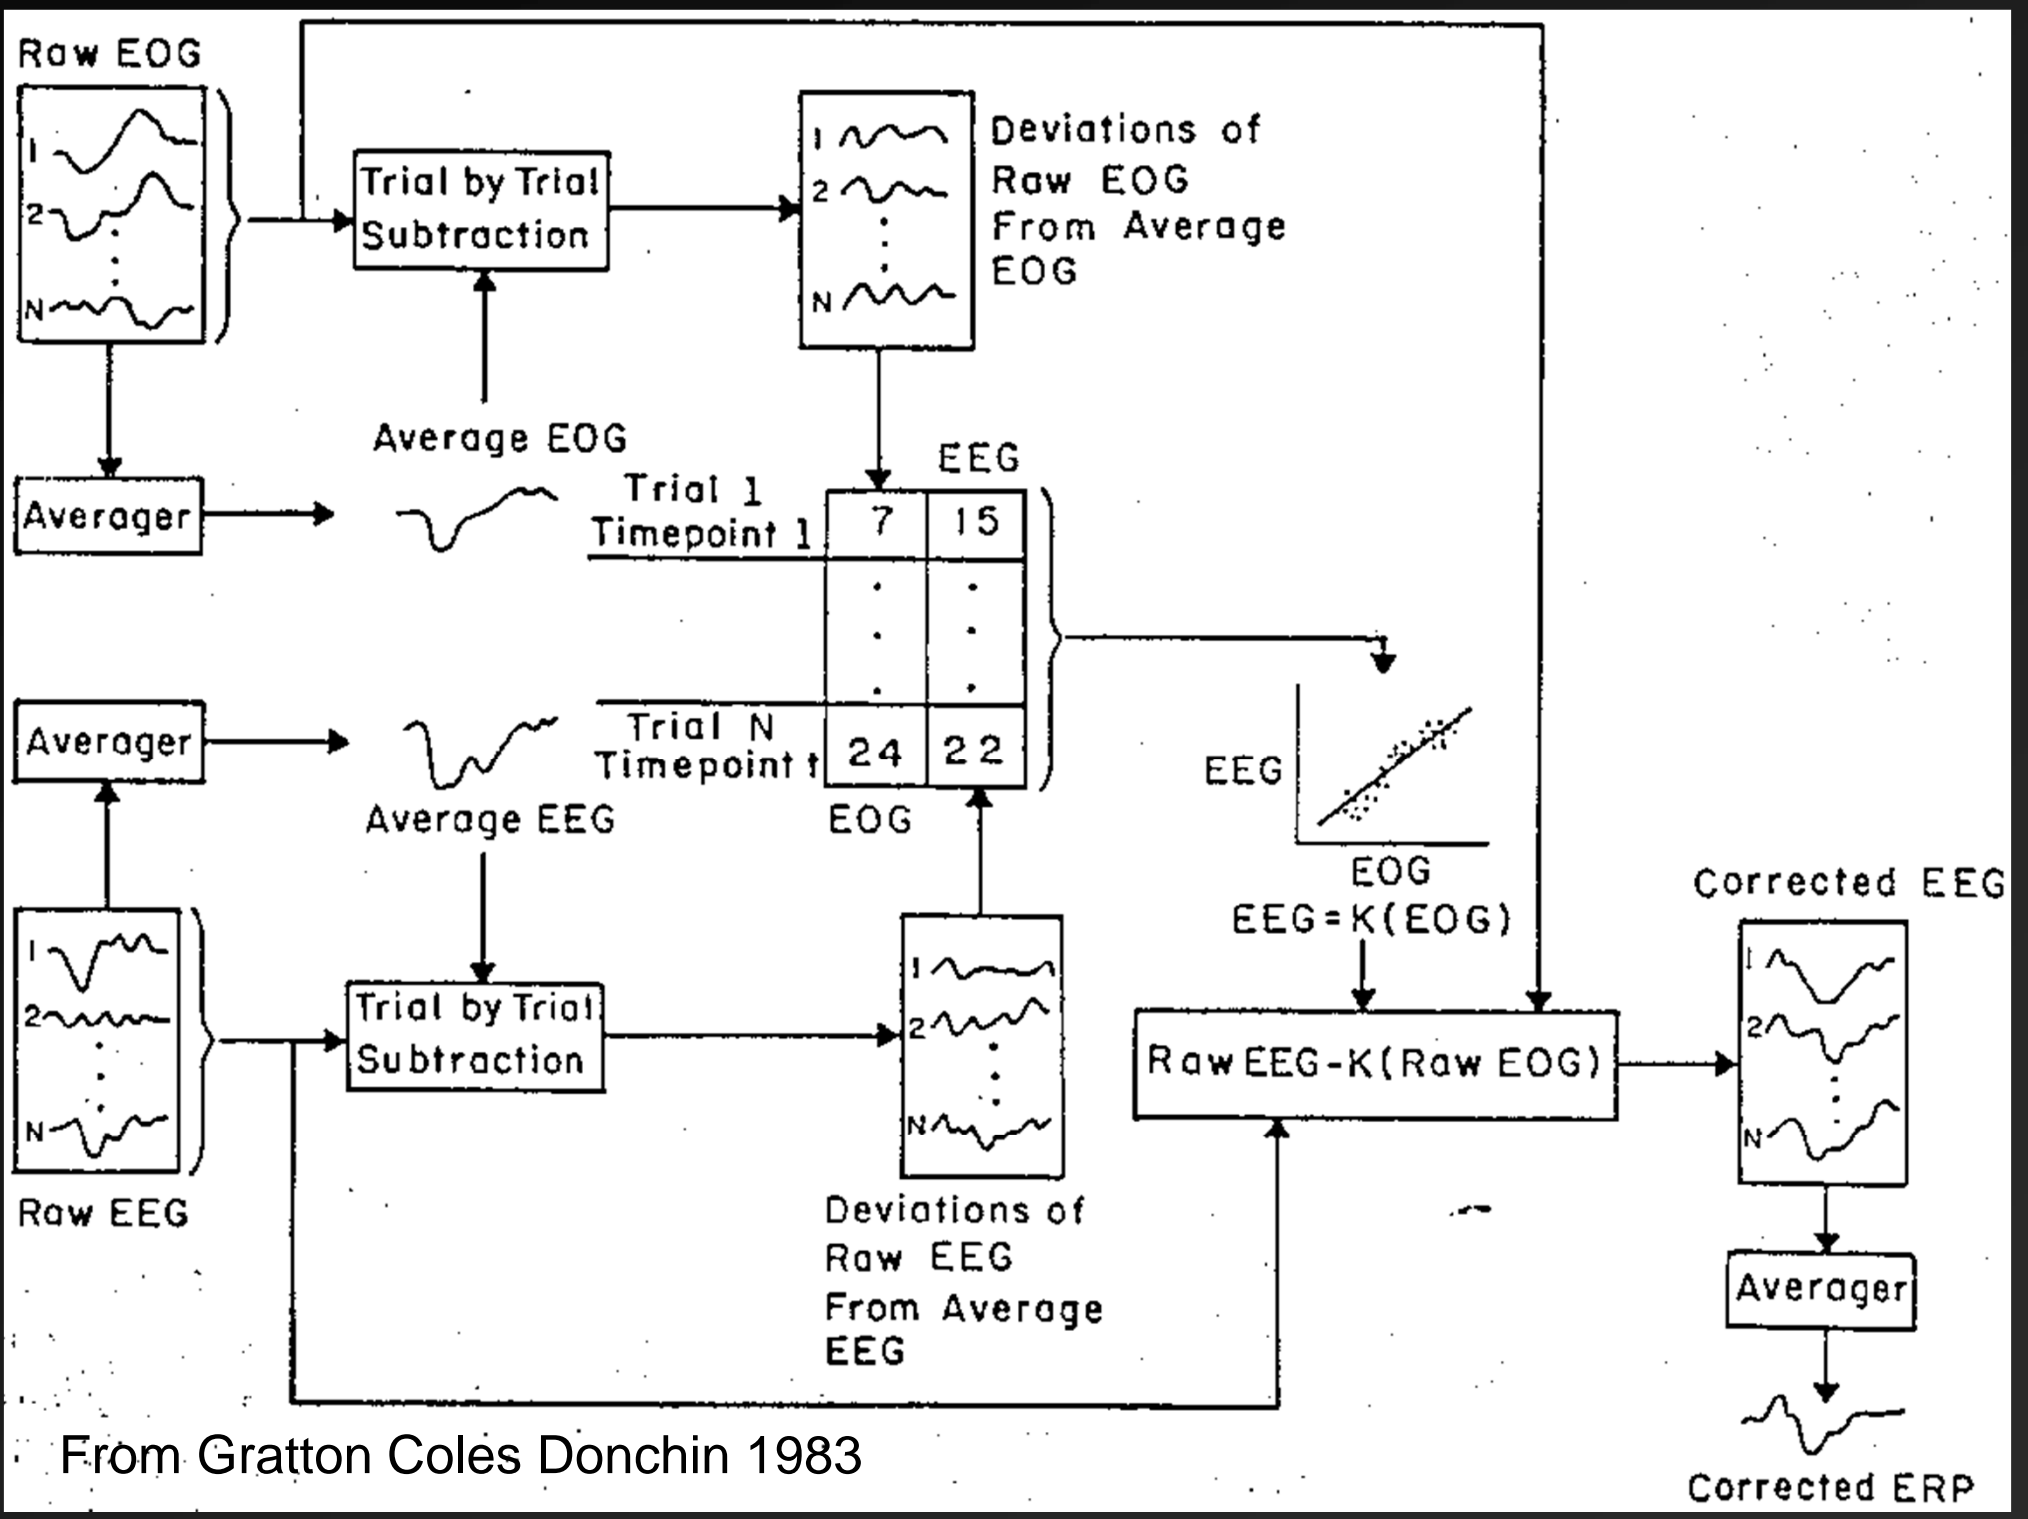 Raw EOG
1
2
N
Trial by Trial
Subtraction
1
2
N
Deviations of
Raw EOG
From Average
EOG
Average EOG
Averager
EEG
Trial 1
Timepoint 1
7
15
Trial N
Timepoint t
24
22
EOG
Averager
Average EEG
EEG
EOG
EEG=K(EOG)
1
2
N
Raw EEG
Trial by Trial
Subtraction
1
2
N
Deviations of
Raw EEG
From Average
EEG
Raw EEG-K(Raw EOG)
Corrected EEG
1
2
N
Averager
Corrected ERP
From Gratton Coles Donchin 1983